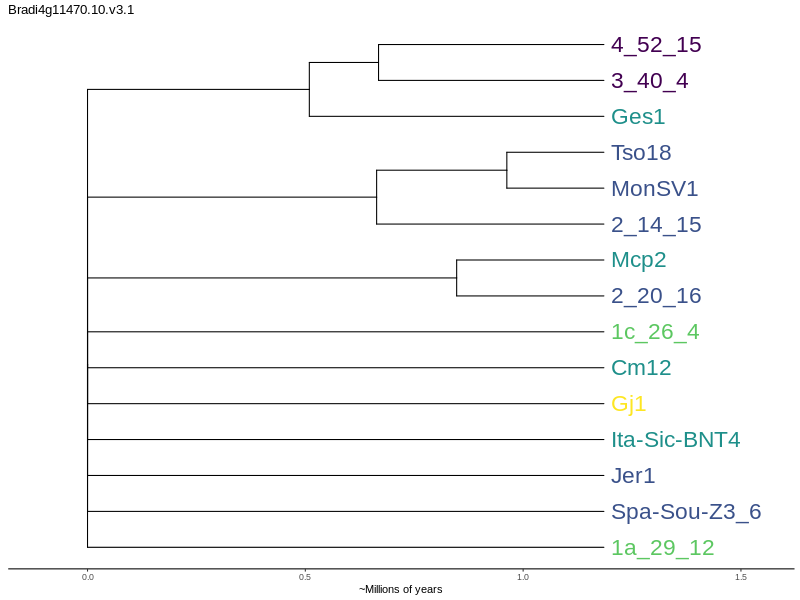 Bradi4g11470.10.v3.1
4_52_15
3_40_4
Ges1
Tso18
MonSV1
2_14_15
Mcp2
2_20_16
1c_26_4
Cm12
Gj1
Ita-Sic-BNT4
Jer1
Spa-Sou-Z3_6
1a_29_12
0.0 0.5 1.0 1.5
~Millions of years